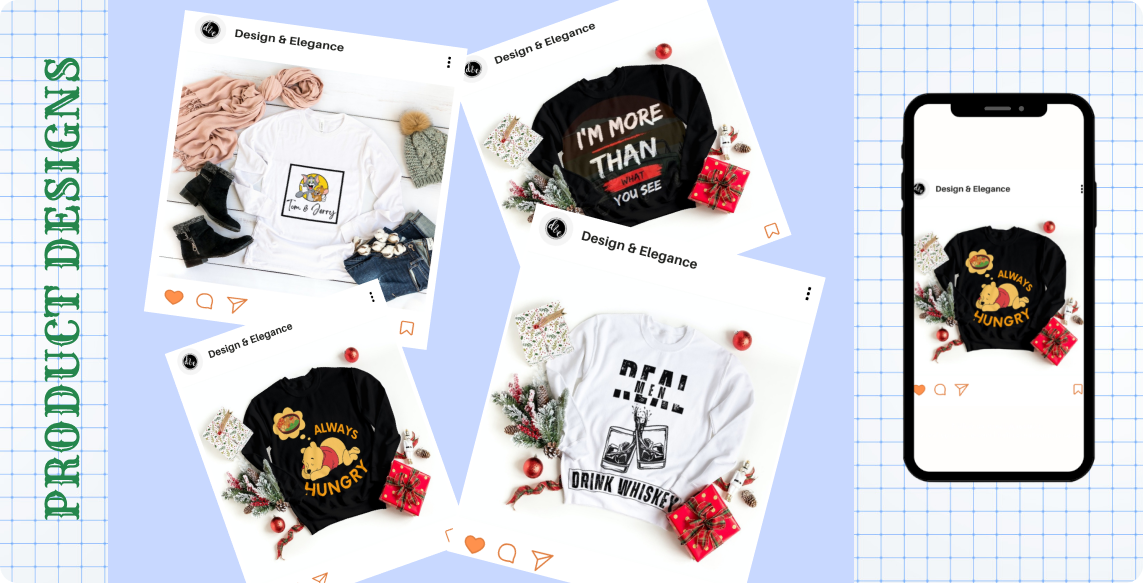 PRODUCT DESIGNS
d&e
Design & Elegance
Tom & Jerry
d&e
Design & Elegance
I'M MORE
THAN
WHAT
YOU SEE
d&e
Design & Elegance
ALWAYS
HUNGRY
d&e
Design & Elegance
REAL
MEN
DRINK WHISKEY
d&e
Design & Elegance
ALWAYS
HUNGRY